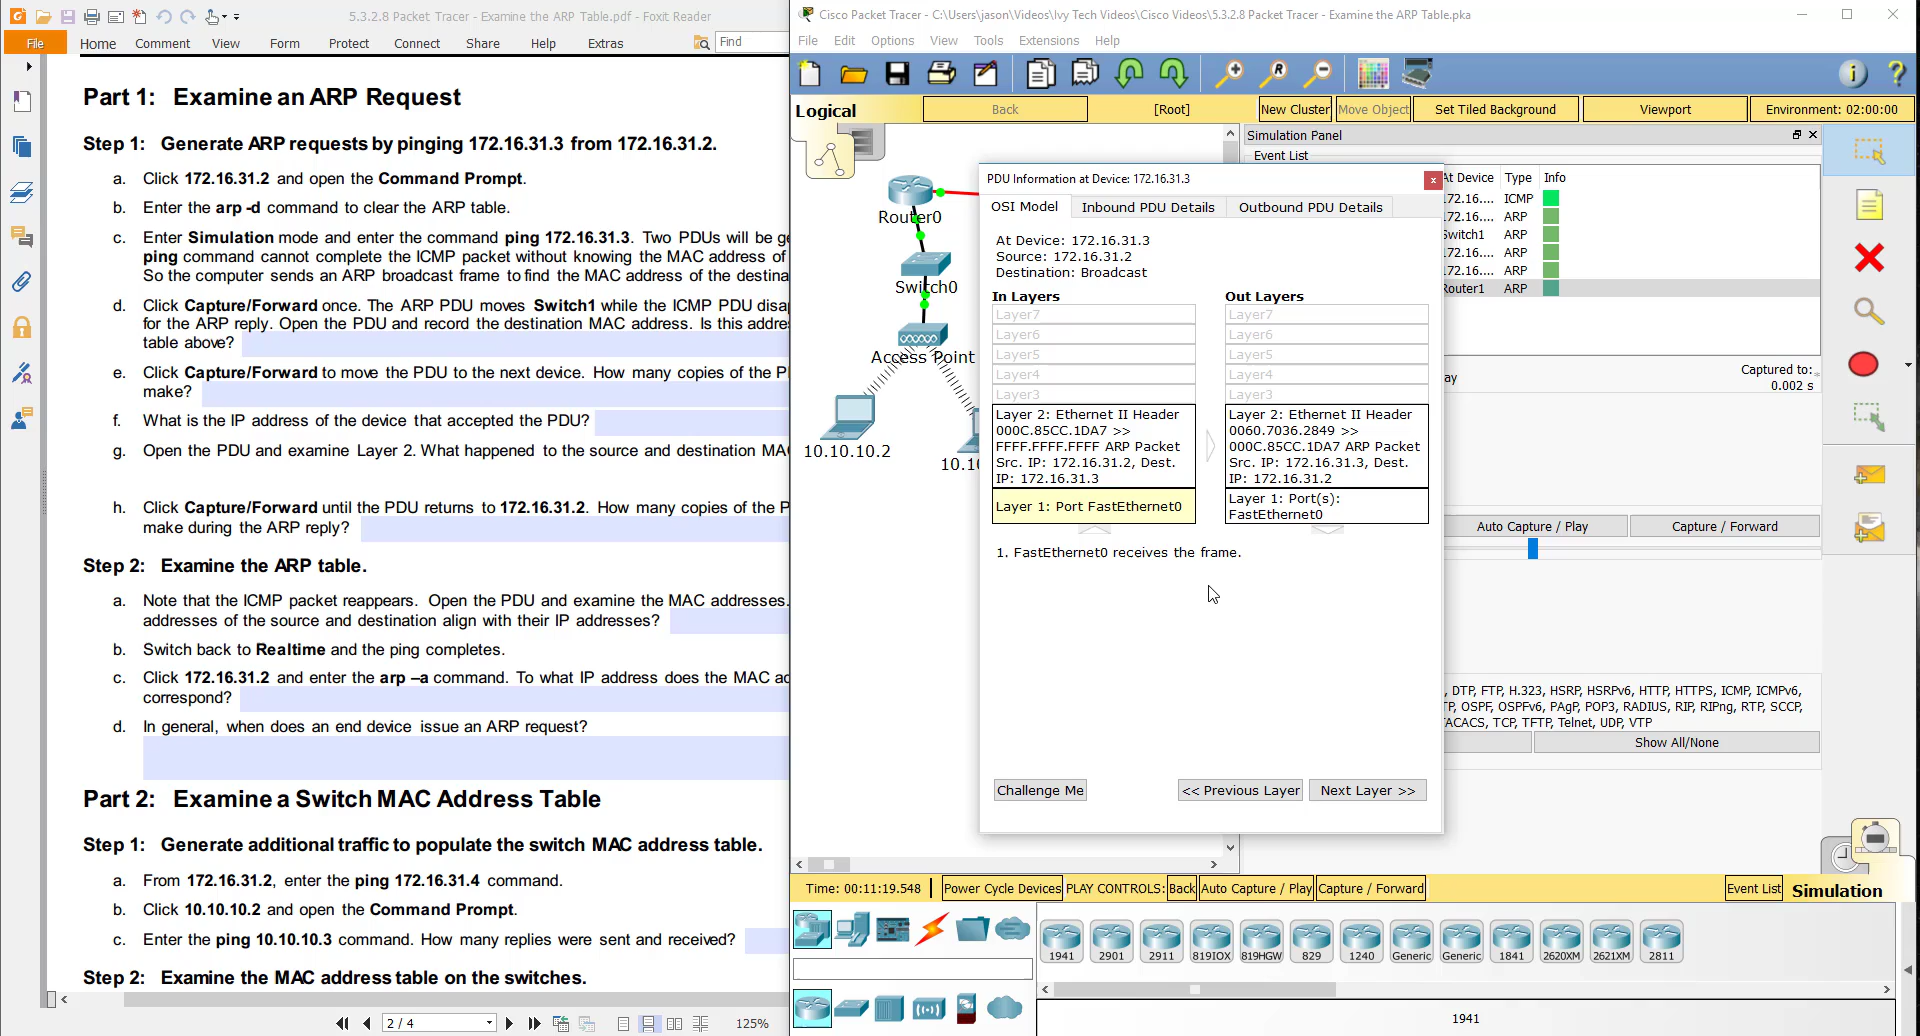 5.3.2.8 Packet Tracer - Examine the ARP Table.pdf - Foxit Reader
File Home Comment View Form Protect Connect Share Help Extras Find
Part 1: Examine an ARP Request
Step 1: Generate ARP requests by pinging 172.16.31.3 from 172.16.31.2.
a. Click 172.16.31.2 and open the Command Prompt.
b. Enter the arp -d command to clear the ARP table.
c. Enter Simulation mode and enter the command ping 172.16.31.3. Two PDUs will be ge
ping command cannot complete the ICMP packet without knowing the MAC address of
So the computer sends an ARP broadcast frame to find the MAC address of the destina
d. Click Capture/Forward once. The ARP PDU moves Switch1 while the ICMP PDU disa
for the ARP reply. Open the PDU and record the destination MAC address. Is this addre
table above?
e. Click Capture/Forward to move the PDU to the next device. How many copies of the P
make?
f. What is the IP address of the device that accepted the PDU?
g. Open the PDU and examine Layer 2. What happened to the source and destination MA
h. Click Capture/Forward until the PDU returns to 172.16.31.2. How many copies of the P
make during the ARP reply?
Step 2: Examine the ARP table.
a. Note that the ICMP packet reappears. Open the PDU and examine the MAC addresses.
addresses of the source and destination align with their IP addresses?
b. Switch back to Realtime and the ping completes.
c. Click 172.16.31.2 and enter the arp –a command. To what IP address does the MAC ad
correspond?
d. In general, when does an end device issue an ARP request?
Part 2: Examine a Switch MAC Address Table
Step 1: Generate additional traffic to populate the switch MAC address table.
a. From 172.16.31.2, enter the ping 172.16.31.4 command.
b. Click 10.10.10.2 and open the Command Prompt.
c. Enter the ping 10.10.10.3 command. How many replies were sent and received?
Step 2: Examine the MAC address table on the switches.
2 / 4
125%
Cisco Packet Tracer - C:\Users\jason\Videos\Ivy Tech Videos\Cisco Videos\5.3.2.8 Packet Tracer - Examine the ARP Table.pka
File Edit Options View Tools Extensions Help
Logical Back [Root] New Cluster Move Object Set Tiled Background Viewport Environment: 02:00:00
Router0
Switch0
Access Point
10.10.10.2
10.10
Simulation Panel
Event List
At Device Type Info
172.16.... ICMP
172.16.... ARP
Switch1 ARP
172.16.... ARP
172.16.... ARP
Router1 ARP
ay
Captured to:
0.002 s
Auto Capture / Play Capture / Forward
, DTP, FTP, H.323, HSRP, HSRPv6, HTTP, HTTPS, ICMP, ICMPv6,
TP, OSPF, OSPFv6, PAgP, POP3, RADIUS, RIP, RIPng, RTP, SCCP,
TACACS, TCP, TFTP, Telnet, UDP, VTP
Show All/None
PDU Information at Device: 172.16.31.3
OSI Model Inbound PDU Details Outbound PDU Details
At Device: 172.16.31.3
Source: 172.16.31.2
Destination: Broadcast
In Layers
Layer7
Layer6
Layer5
Layer4
Layer3
Layer 2: Ethernet II Header
000C.85CC.1DA7 >>
FFFF.FFFF.FFFF ARP Packet
Src. IP: 172.16.31.2, Dest.
IP: 172.16.31.3
Layer 1: Port FastEthernet0
Out Layers
Layer7
Layer6
Layer5
Layer4
Layer3
Layer 2: Ethernet II Header
0060.7036.2849 >>
000C.85CC.1DA7 ARP Packet
Src. IP: 172.16.31.3, Dest.
IP: 172.16.31.2
Layer 1: Port(s):
FastEthernet0
1. FastEthernet0 receives the frame.
Challenge Me << Previous Layer Next Layer >>
Time: 00:11:19.548 Power Cycle Devices PLAY CONTROLS: Back Auto Capture / Play Capture / Forward Event List Simulation
1941 2901 2911 819IOX 819HGW 829 1240 Generic Generic 1841 2620XM 2621XM 2811
1941